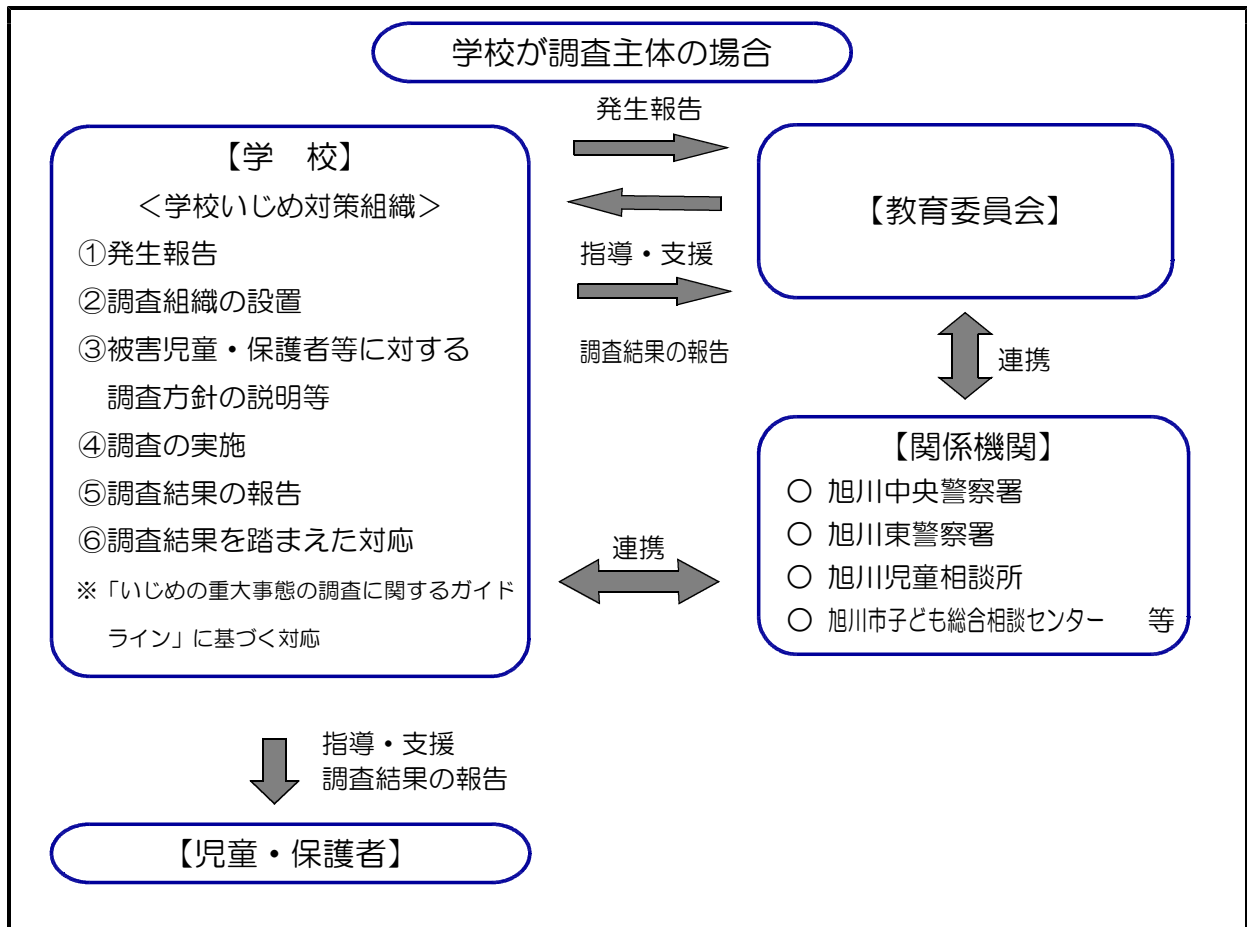 学校が調査主体の場合
発生報告
【学　校】
＜学校いじめ対策組織＞
①発生報告
②調査組織の設置
③被害児童・保護者等に対する
調査方針の説明等
④調査の実施
⑤調査結果の報告
⑥調査結果を踏まえた対応
※「いじめの重大事態の調査に関するガイド
ライン」に基づく対応
指導・支援
調査結果の報告
【教育委員会】
連携
【関係機関】
○ 旭川中央警察署
○ 旭川東警察署
○ 旭川児童相談所
○ 旭川市子ども総合相談センター　等
連携
指導・支援
調査結果の報告
【児童・保護者】